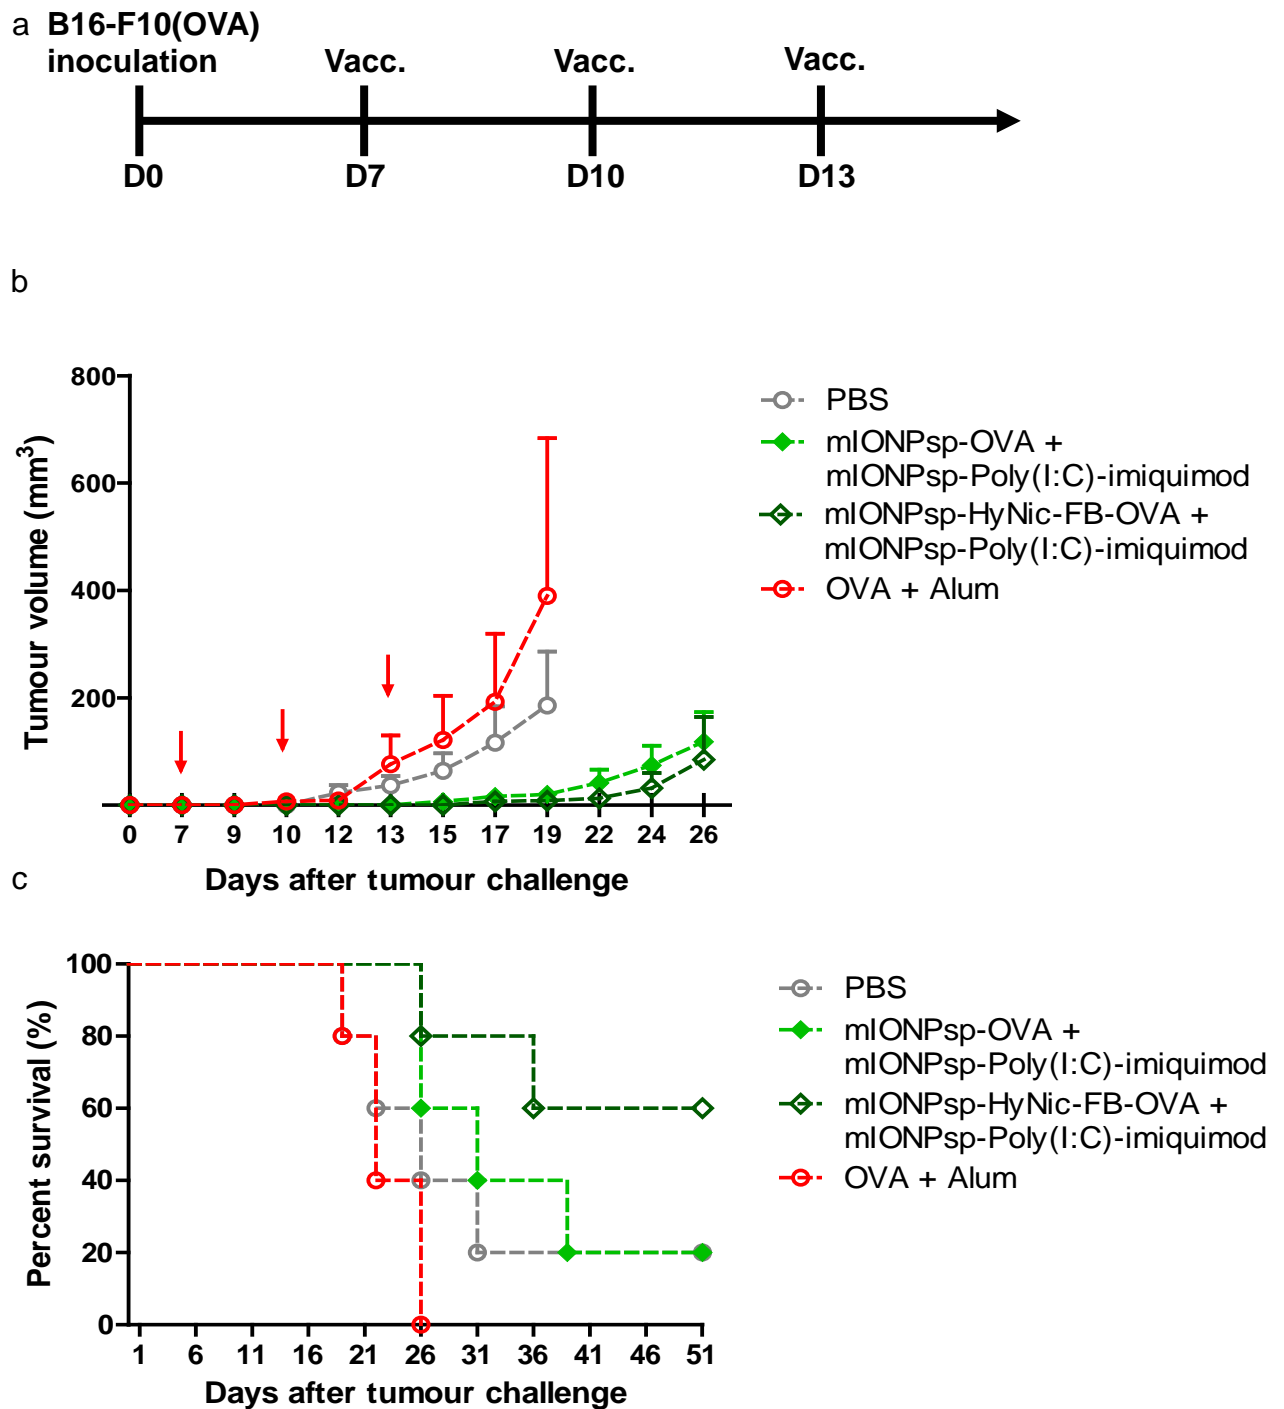 a B16-F10(OVA)
inoculation Vacc. Vacc. Vacc.
D0 D7 D10 D13
b
800
600
400
200
Tumour volume (mm³)
0 7 9 10 12 13 15 17 19 22 24 26
Days after tumour challenge
PBS
mIONPsp-OVA +
mIONPsp-Poly(I:C)-imiquimod
mIONPsp-HyNic-FB-OVA +
mIONPsp-Poly(I:C)-imiquimod
OVA + Alum
c
100
80
60
40
20
0
Percent survival (%)
1 6 11 16 21 26 31 36 41 46 51
Days after tumour challenge
PBS
mIONPsp-OVA +
mIONPsp-Poly(I:C)-imiquimod
mIONPsp-HyNic-FB-OVA +
mIONPsp-Poly(I:C)-imiquimod
OVA + Alum